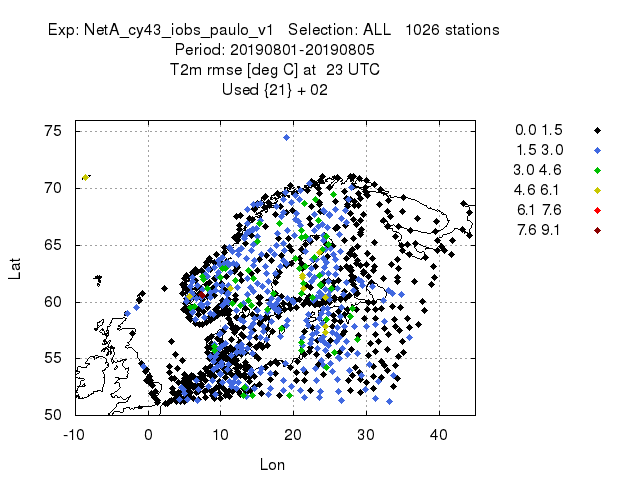 Exp: NetA_cy43_iobs_paulo_v1   Selection: ALL   1026 stations
Period: 20190801-20190805
T2m rmse [deg C] at  23 UTC
Used {21} + 02
75
70
65
60
55
50
Lat
-10 0 10 20 30 40
Lon
0.0 1.5
1.5 3.0
3.0 4.6
4.6 6.1
6.1 7.6
7.6 9.1